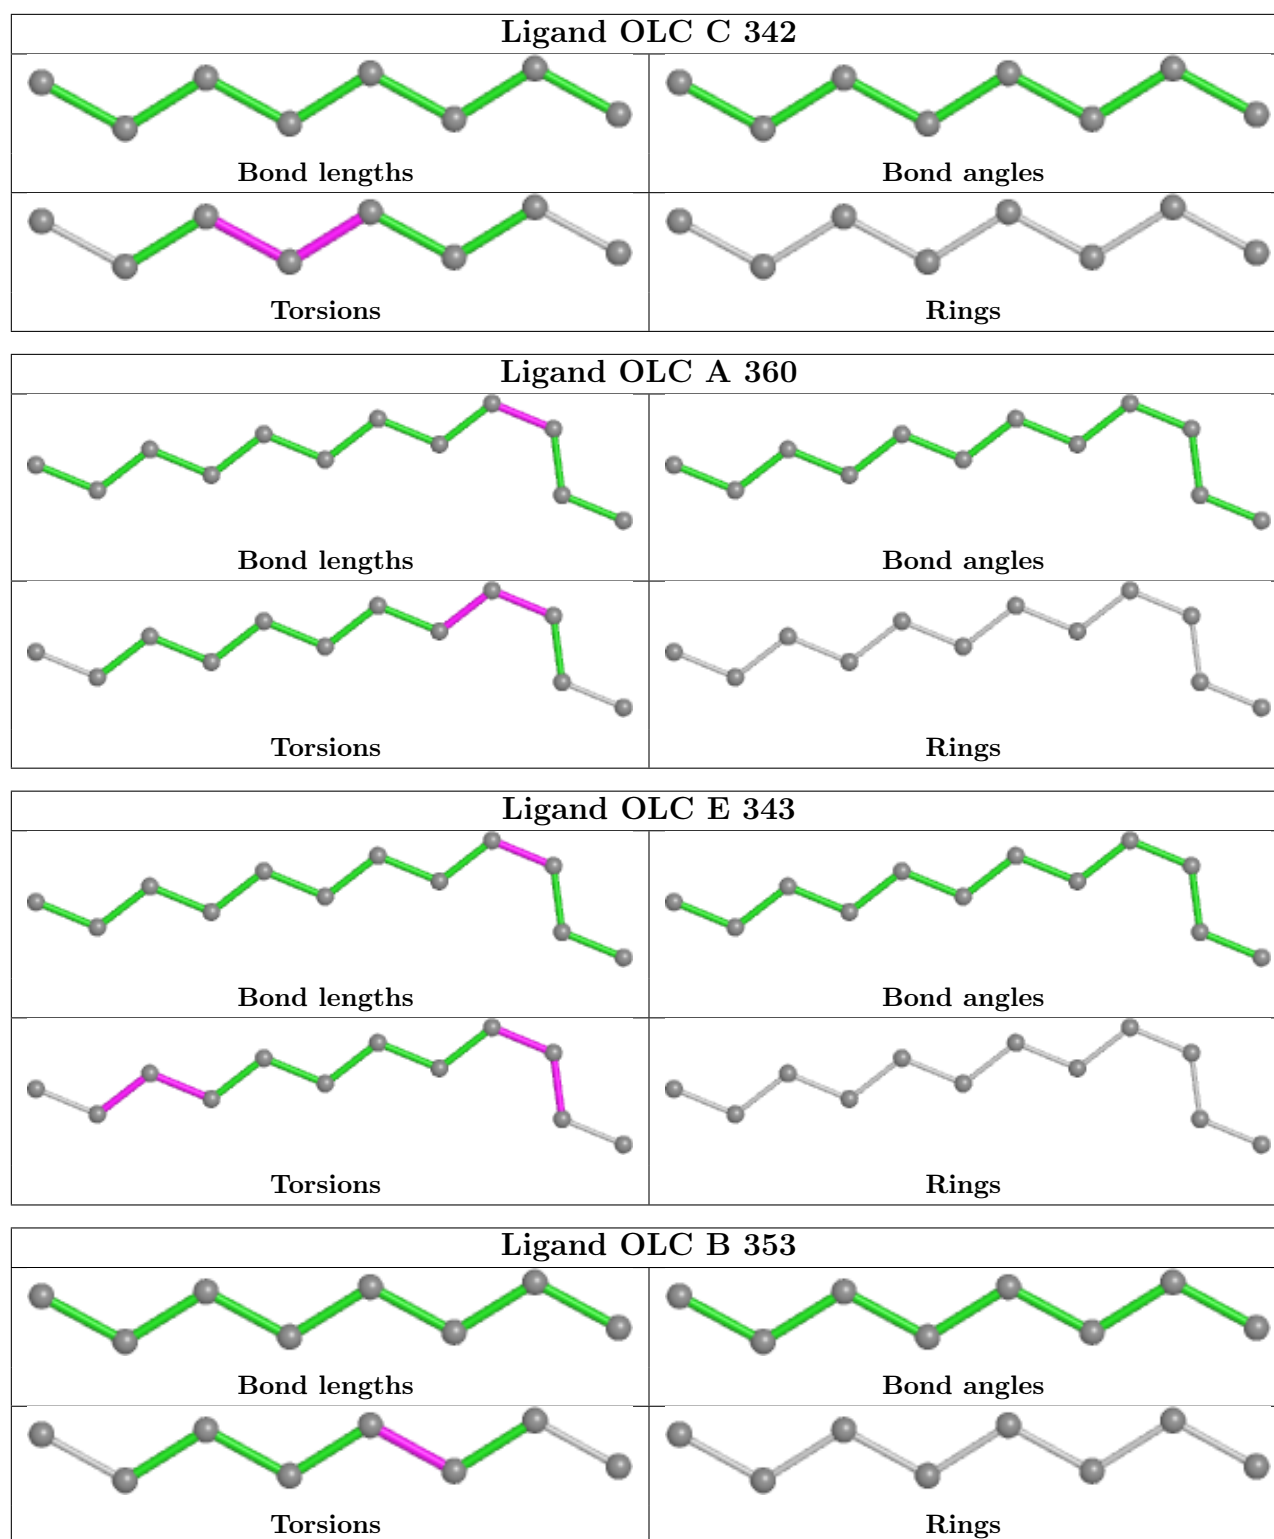 Ligand OLC C 342
Bond lengths
Bond angles
Torsions
Rings
Ligand OLC A 360
Bond lengths
Bond angles
Torsions
Rings
Ligand OLC E 343
Bond lengths
Bond angles
Torsions
Rings
Ligand OLC B 353
Bond lengths
Bond angles
Torsions
Rings